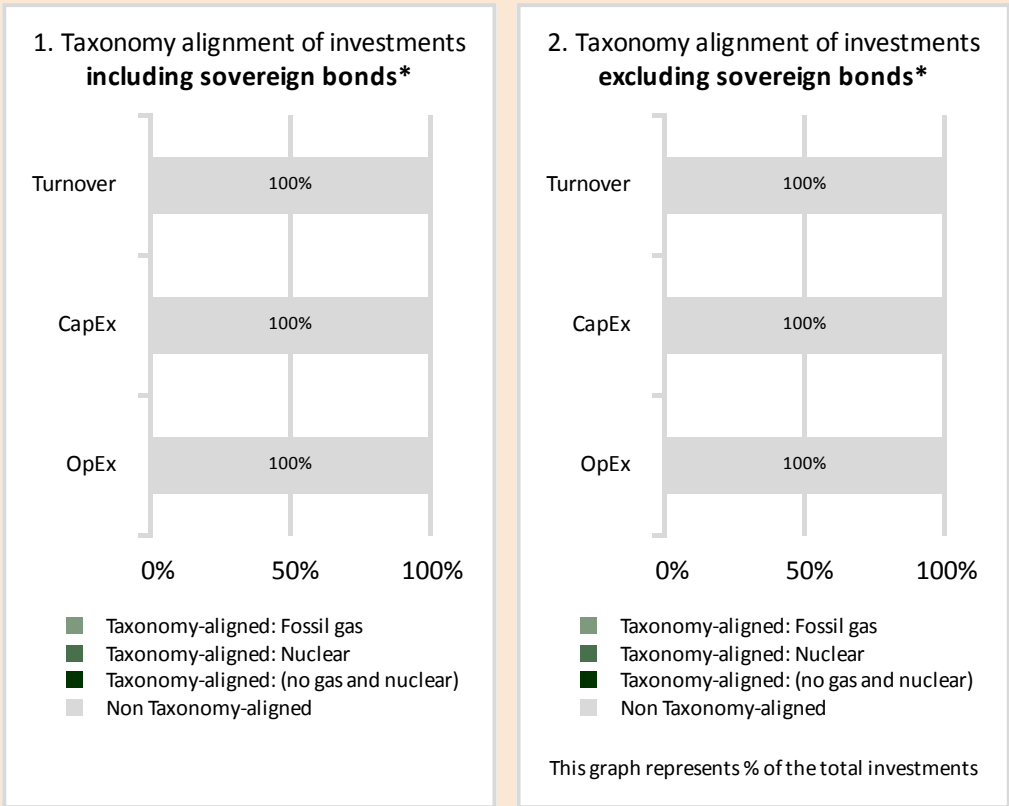 1. Taxonomy alignment of investments
including sovereign bonds*
Turnover
100%
CapEx
100%
OpEx
100%
0% 50% 100%
Taxonomy-aligned: Fossil gas
Taxonomy-aligned: Nuclear
Taxonomy-aligned: (no gas and nuclear)
Non Taxonomy-aligned
2. Taxonomy alignment of investments
excluding sovereign bonds*
Turnover
100%
CapEx
100%
OpEx
100%
0% 50% 100%
Taxonomy-aligned: Fossil gas
Taxonomy-aligned: Nuclear
Taxonomy-aligned: (no gas and nuclear)
Non Taxonomy-aligned
This graph represents % of the total investments